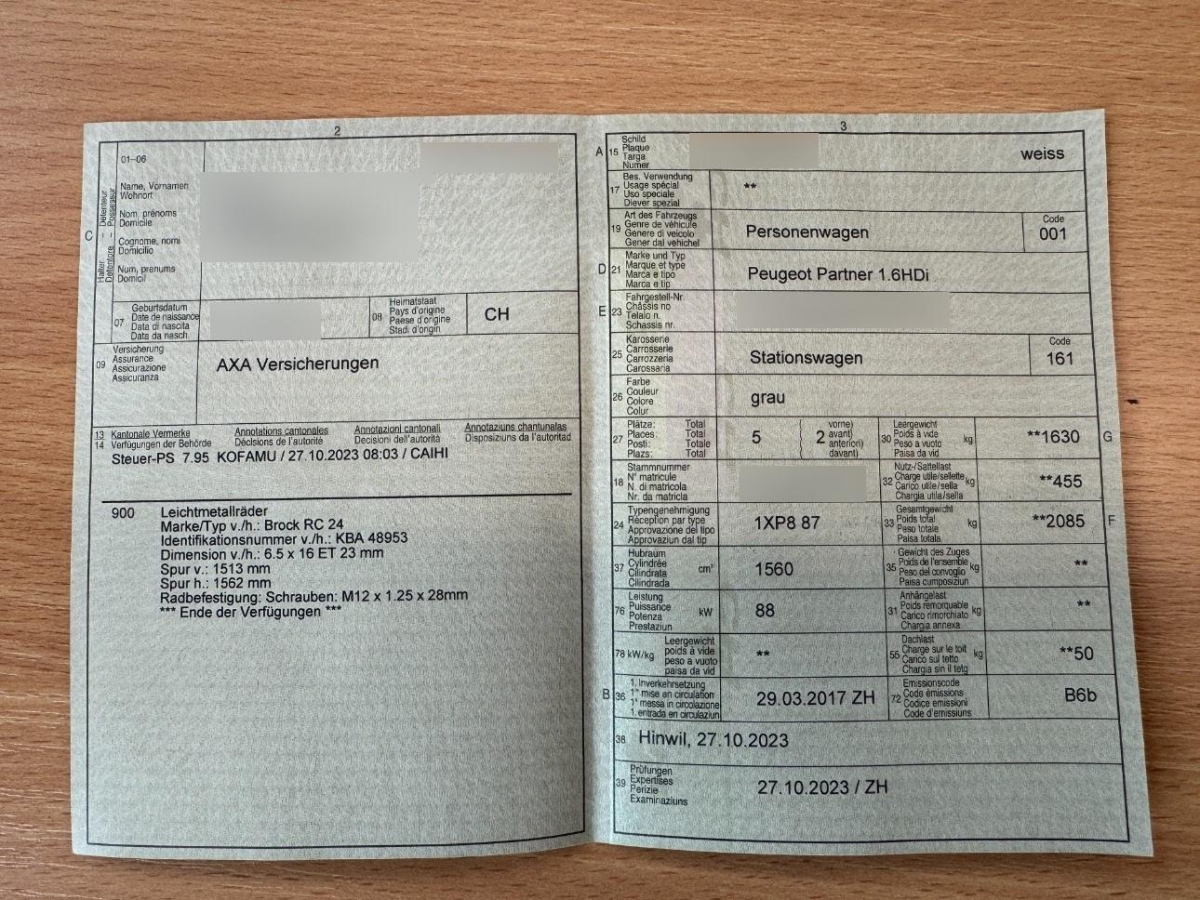 2
01–06
C
Halter – Detenteur
Detentore – Possessur
Name, Vornamen
Wohnort
Nom, prénoms
Domicile
Cognome, nomi
Domicilio
Num, prenums
Domicil
07
Geburtsdatum
Date de naissance
Data di nascita
Data da nasch.
08
Heimatstaat
Pays d'origine
Paese d'origine
Stadi d'origin
CH
09
Versicherung
Assurance
Assicurazione
Assicuranza
AXA Versicherungen
13 Kantonale Vermerke Annotations cantonales Annotazioni cantonali Annotaziuns chantunalas
14 Verfügungen der Behörde Décisions de l'autorité Decisioni dell'autorità Disposiziuns da l'autoritad
Steuer-PS 7.95 KOFAMU / 27.10.2023 08:03 / CAIHI
900 Leichtmetallräder
Marke/Typ v./h.: Brock RC 24
Identifikationsnummer v./h.: KBA 48953
Dimension v./h.: 6.5 x 16 ET 23 mm
Spur v.: 1513 mm
Spur h.: 1562 mm
Radbefestigung: Schrauben: M12 x 1.25 x 28mm
*** Ende der Verfügungen ***
3
A 15
Schild
Plaque
Targa
Numer
weiss
17
Bes. Verwendung
Usage spécial
Uso speciale
Diever spezial
**
19
Art des Fahrzeugs
Genre de véhicule
Genere di veicolo
Gener dal vehichel
Personenwagen
Code
001
D 21
Marke und Typ
Marque et type
Marca e tipo
Marca e tip
Peugeot Partner 1.6HDi
E 23
Fahrgestell-Nr.
Châssis no
Telaio n.
Schassis nr.
25
Karosserie
Carrosserie
Carrozzeria
Carossaria
Stationswagen
Code
161
26
Farbe
Couleur
Colore
Colur
grau
27
Plätze: Total
Places: Total
Posti: Totale
Plazs: Total
5
( 2
vorne)
avant)
anteriori)
davant)
30
Leergewicht
Poids à vide
Peso a vuoto
Paisa da vid
kg
**1630
G
18
Stammnummer
N° matricule
N. di matricola
Nr. da matricla
32
Nutz-/Sattellast
Charge utile/sellette
Carico utile/sella
Chargia utila/sella
kg
**455
24
Typengenehmigung
Réception par type
Approvazione del tipo
Approvaziun dal tip
1XP8 87
33
Gesamtgewicht
Poids total
Peso totale
Paisa totala
kg
**2085
F
37
Hubraum
Cylindrée
Cilindrata
Cilindrada
cm³
1560
35
Gewicht des Zuges
Poids de l'ensemble
Peso del convoglio
Paisa cumposiziun
kg
**
76
Leistung
Puissance
Potenza
Prestaziun
kW
88
31
Anhängelast
Poids remorquable
Carico rimorchiato
Chargia annexa
kg
**
78 kW/kg
Leergewicht
poids à vide
peso a vuoto
paisa da vid
**
55
Dachlast
Charge sur le toit
Carico sul tetto
Chargia sin il tetg
kg
**50
B 36
1. Inverkehrsetzung
1re mise en circulation
1a messa in circolazione
1. entrada en circulaziun
29.03.2017 ZH
72
Emissionscode
Code émissions
Codice emissioni
Code d'emissiuns
B6b
38 Hinwil, 27.10.2023
39
Prüfungen
Expertises
Perizie
Examinaziuns
27.10.2023 / ZH